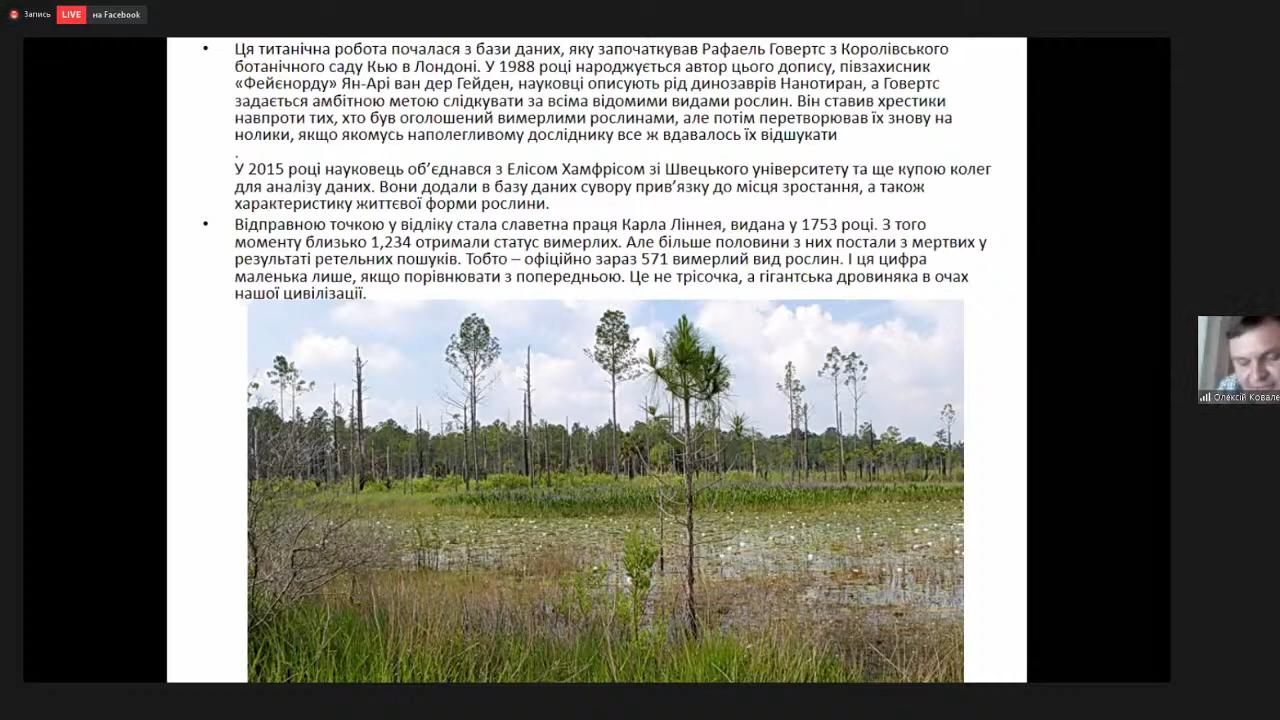 Запись
LIVE на Facebook
• Ця титанічна робота почалася з бази даних, яку започаткував Рафаель Говертс з Королівського
ботанічного саду Кью в Лондоні. У 1988 році народжується автор цього допису, півзахисник
«Фейєнорду» Ян-Арі ван дер Гейден, науковці описують рід динозаврів Нанотиран, а Говертс
задається амбітною метою слідкувати за всіма відомими видами рослин. Він ставив хрестики
навпроти тих, хто був оголошений вимерлими рослинами, але потім перетворював їх знову на
нолики, якщо якомусь наполегливому досліднику все ж вдавалось їх відшукати
.
У 2015 році науковець об’єднався з Елісом Хамфрісом зі Швецького університету та ще купою колег
для аналізу даних. Вони додали в базу даних сувору прив’язку до місця зростання, а також
характеристику життєвої форми рослини.
• Відправною точкою у відліку стала славетна праця Карла Ліннея, видана у 1753 році. З того
моменту близько 1,234 отримали статус вимерлих. Але більше половини з них постали з мертвих у
результаті ретельних пошуків. Тобто – офіційно зараз 571 вимерлий вид рослин. І ця цифра
маленька лише, якщо порівнювати з попередньою. Це не трісочка, а гігантська дровиняка в очах
нашої цивілізації.
Олексій Ковале